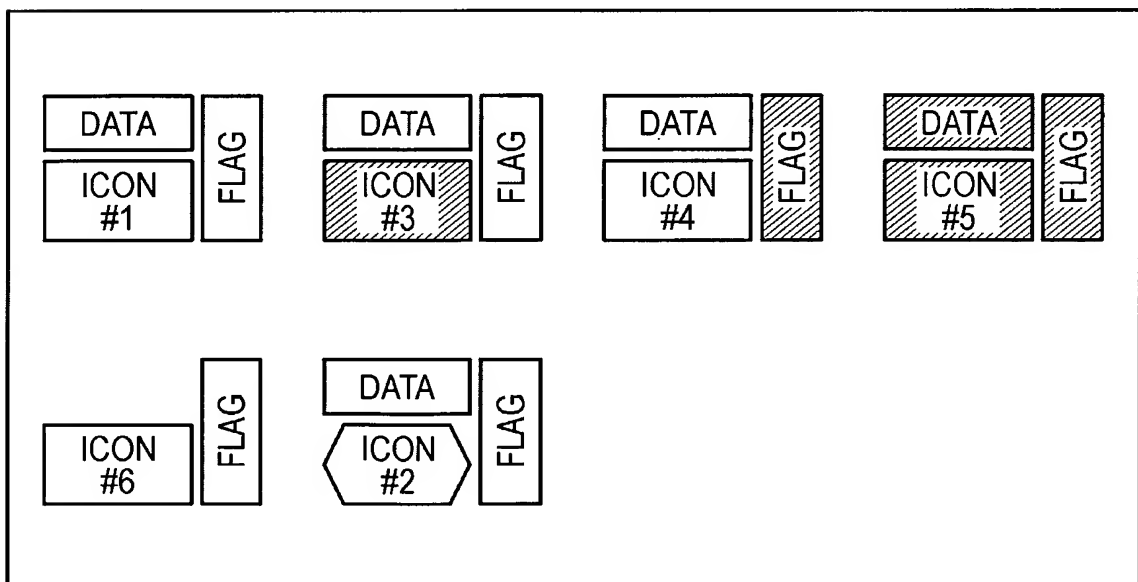 DATA
ICON
#1
FLAG
DATA
ICON
#3
FLAG
DATA
ICON
#4
FLAG
DATA
ICON
#5
FLAG
ICON
#6
FLAG
DATA
ICON
#2
FLAG